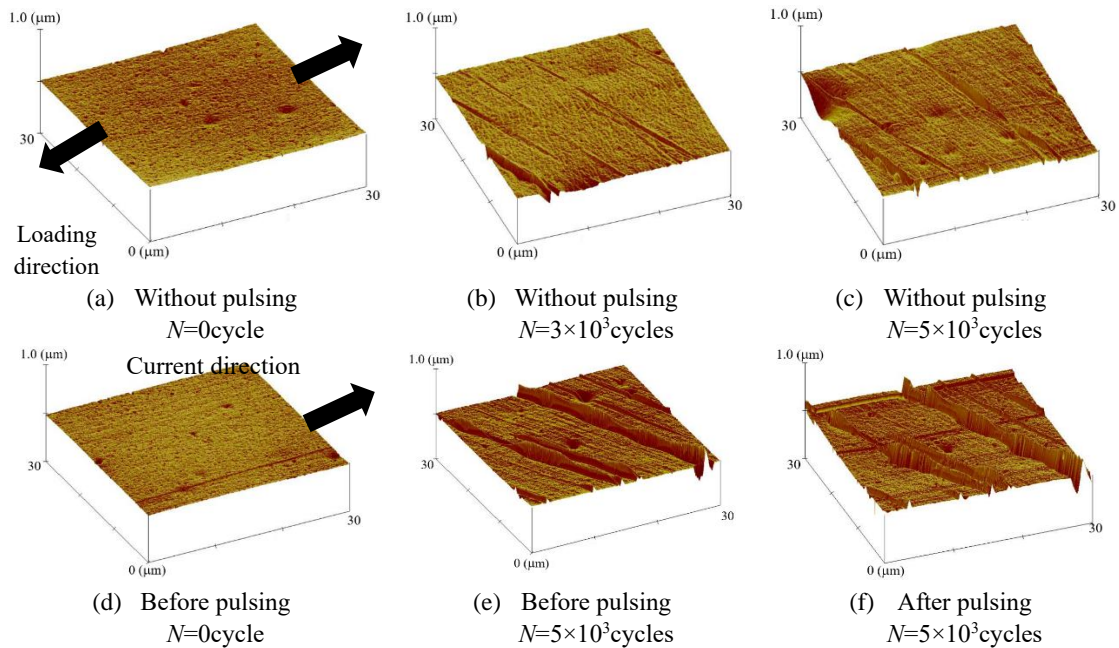 1.0 (μm)
30
0 (μm)
30
Loading
direction
(a) Without pulsing
N=0cycle
1.0 (μm)
30
0 (μm)
30
(b) Without pulsing
N=3×10³cycles
1.0 (μm)
30
0 (μm)
30
(c) Without pulsing
N=5×10³cycles
1.0 (μm)
Current direction
30
0 (μm)
30
(d) Before pulsing
N=0cycle
1.0 (μm)
30
0 (μm)
30
(e) Before pulsing
N=5×10³cycles
1.0 (μm)
30
0 (μm)
30
(f) After pulsing
N=5×10³cycles